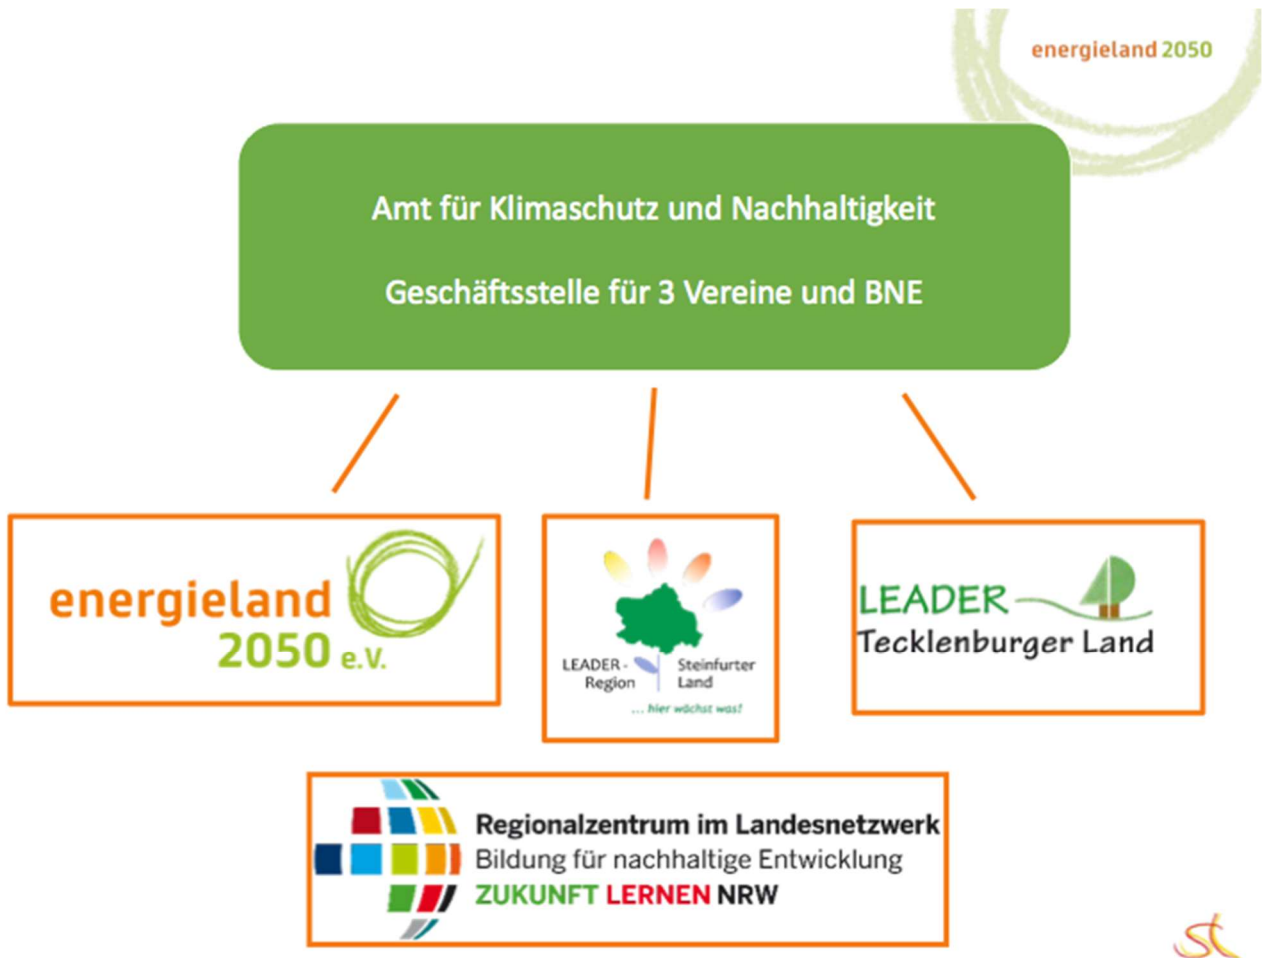 energieland 2050
Amt für Klimaschutz und Nachhaltigkeit
Geschäftsstelle für 3 Vereine und BNE
energieland
2050 e.V.
LEADER - Steinfurter
Region Land
... hier wächst was!
LEADER
Tecklenburger Land
Regionalzentrum im Landesnetzwerk
Bildung für nachhaltige Entwicklung
ZUKUNFT LERNEN NRW
st